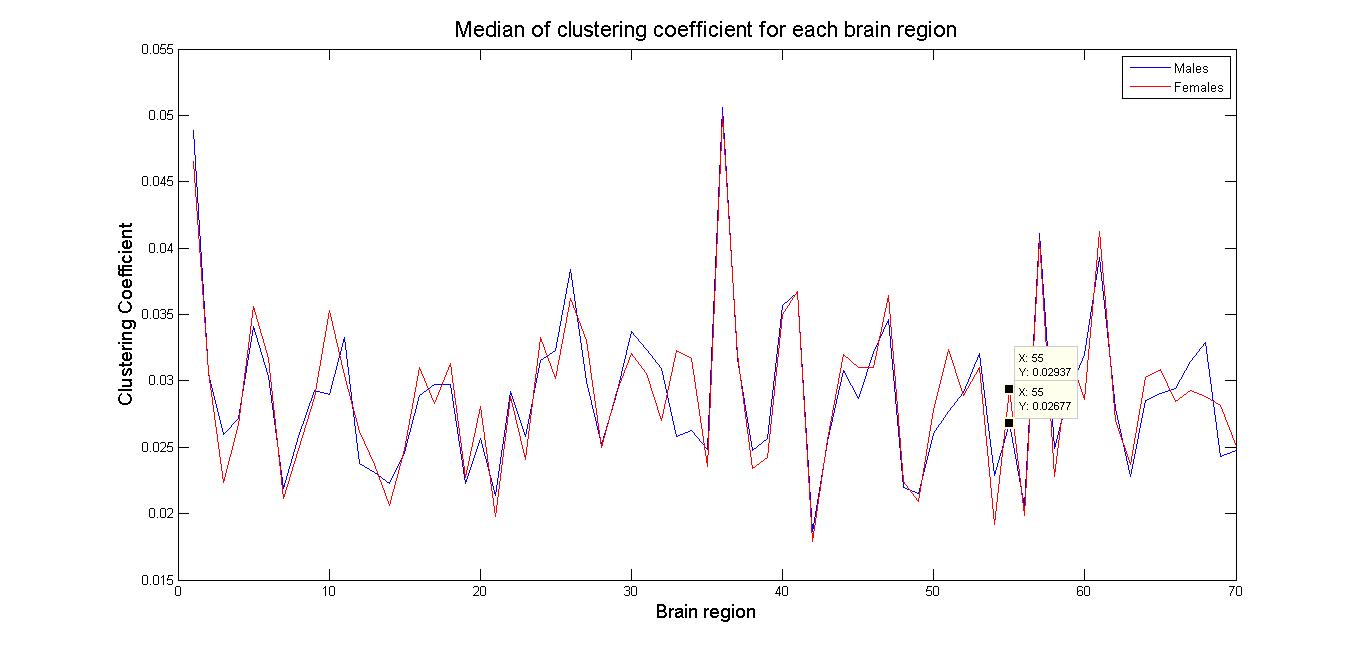 Median of clustering coefficient for each brain region
Males
Females
0.055
0.05
0.045
0.04
0.035
0.03
0.025
0.02
0.015
Clustering Coefficient
X: 55
Y: 0.02937
X: 55
Y: 0.02677
0 10 20 30 40 50 60 70
Brain region